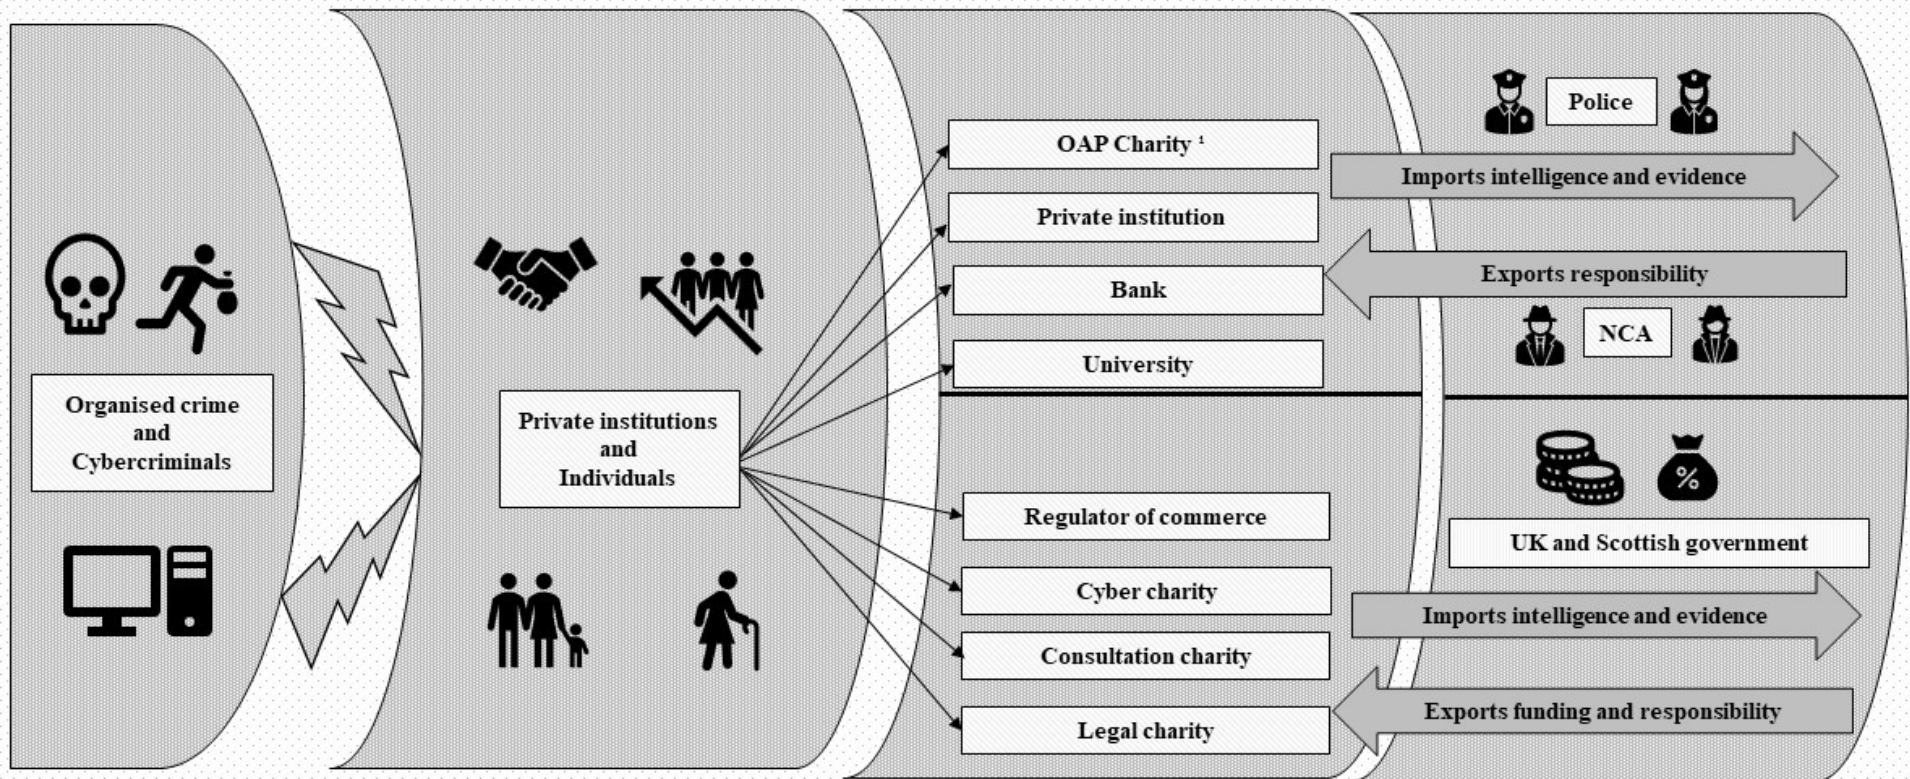 Organised crime
and
Cybercriminals
Private institutions
and
Individuals
OAP Charity ¹
Private institution
Bank
University
Regulator of commerce
Cyber charity
Consultation charity
Legal charity
Police
Imports intelligence and evidence
Exports responsibility
NCA
%
UK and Scottish government
Imports intelligence and evidence
Exports funding and responsibility